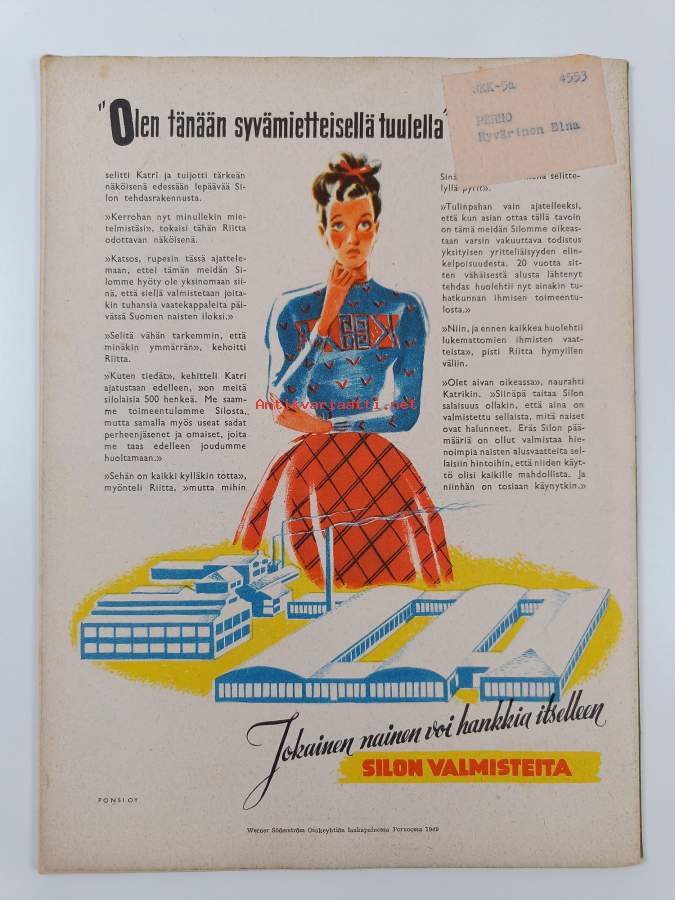 "Olen tänään syvämietteisellä tuulella"
4553
PERNO
Hyvärinen Elna
selitti Katri ja tuijotti tärkeän
näköisenä edessään lepäävää Si-
lon tehdasrakennusta.
»Kerrohan nyt minullekin mie-
telmistäsi», tokaisi tähän Riitta
odottavan näköisenä.
»Katsos, rupesin tässä ajattele-
maan, ettei tämän meidän Si-
lomme hyöty ole yksinomaan sii-
nä, että siellä valmistetaan joita-
kin tuhansia vaatekappaleita päi-
vässä Suomen naisten iloksi.»
»Selitä vähän tarkemmin, että
minäkin ymmärrän», kehoitti
Riitta.
»Kuten tiedät», kehitteli Katri
ajatustaan edelleen, »on meitä
silolaisia 500 henkeä. Me saam-
me toimeentulomme Silosta,
mutta samalla myös useat sadat
perheenjäsenet ja omaiset, joita
me taas edelleen joudumme
huoltamaan.»
»Sehän on kaikki kylläkin totta»,
myönteli Riitta, »mutta mihin
selitte-
lyllä pyrit».
»Tulinpahan vain ajatelleeksi,
että kun asian ottaa tällä tavoin
on tämä meidän Silomme oikeas-
taan varsin vakuuttava todistus
yksityisen yritteliäisyyden elin-
kelpoisuudesta. 20 vuotta sit-
ten vähäisestä alusta lähtenyt
tehdas huolehtii nyt ainakin tu-
hatkunnan ihmisen toimeentu-
losta.»
»Niin, ja ennen kaikkea huolehtii
lukemattomien ihmisten vaat-
teista», pisti Riitta hymyillen
väliin.
»Olet aivan oikeassa», naurahti
Katrikin. »Siinäpä taitaa Silon
salaisuus ollakin, että aina on
valmistettu sellaista, mitä naiset
ovat halunneet. Eräs Silon pää-
määriä on ollut valmistaa hie-
noimpia naisten alusvaatteita sel-
laisiin hintoihin, että niiden käyt-
tö olisi kaikille mahdollista. Ja
niinhän on tosiaan käynytkin.»
Antikvariaatti.net
Jokainen nainen voi hankkia itselleen
SILON VALMISTEITA
PONSI OY
Werner Söderström Osakeyhtiön laakapainossa Porvoossa 1949